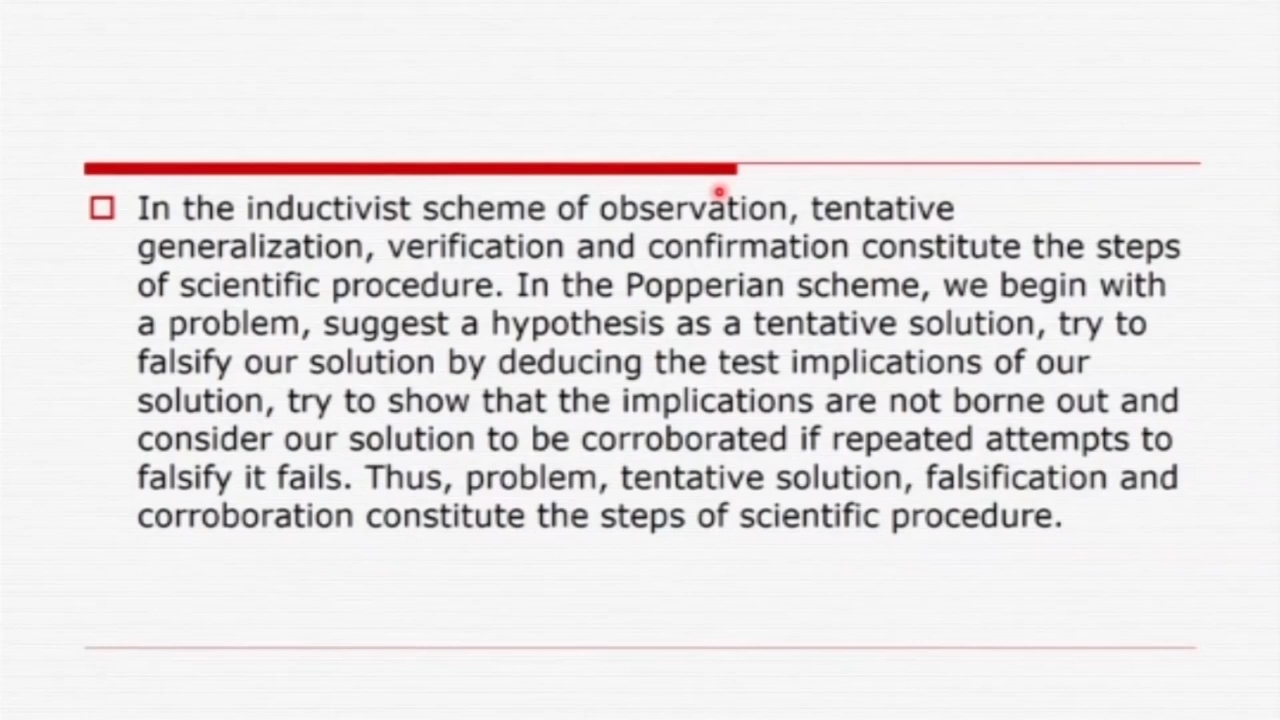 In the inductivist scheme of observation, tentative
generalization, verification and confirmation constitute the steps
of scientific procedure. In the Popperian scheme, we begin with
a problem, suggest a hypothesis as a tentative solution, try to
falsify our solution by deducing the test implications of our
solution, try to show that the implications are not borne out and
consider our solution to be corroborated if repeated attempts to
falsify it fails. Thus, problem, tentative solution, falsification and
corroboration constitute the steps of scientific procedure.